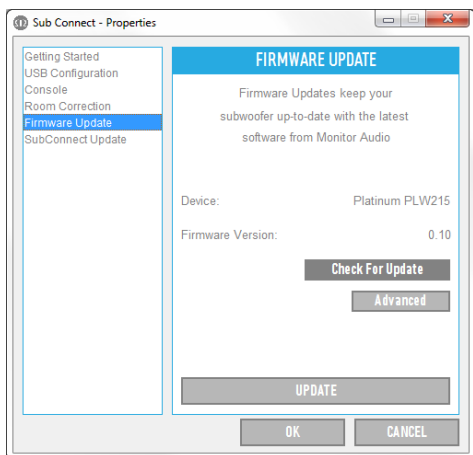 Sub Connect - Properties
Getting Started
USB Configuration
Console
Room Correction
Firmware Update
SubConnect Update
FIRMWARE UPDATE
Firmware Updates keep your
subwoofer up-to-date with the latest
software from Monitor Audio
Device: Platinum PLW215
Firmware Version: 0.10
Check For Update
Advanced
UPDATE
OK CANCEL